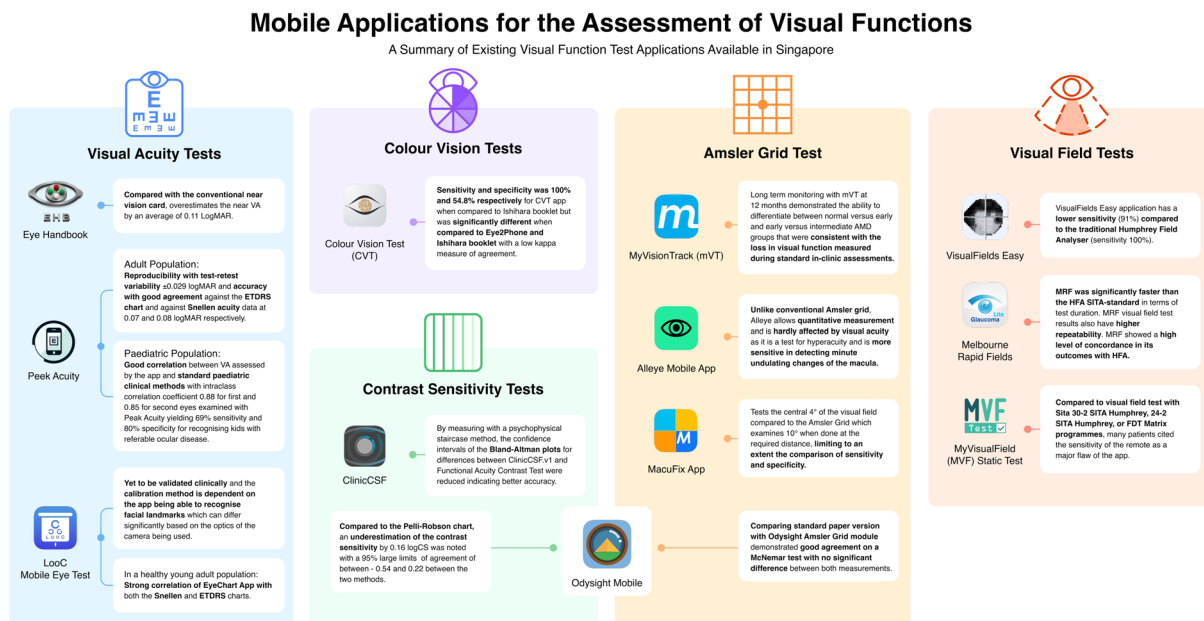 Mobile Applications for the Assessment of Visual Functions
A Summary of Existing Visual Function Test Applications Available in Singapore
E
m ヨ w
E m ヨ w
Visual Acuity Tests
EHB
Eye Handbook
Compared with the conventional near
vision card, overestimates the near VA
by an average of 0.11 LogMAR.
Peek Acuity
Adult Population:
Reproducibility with test-retest
variability ±0.029 logMAR and accuracy
with good agreement against the ETDRS
chart and against Snellen acuity data at
0.07 and 0.08 logMAR respectively.
Paediatric Population:
Good correlation between VA assessed
by the app and standard paediatric
clinical methods with intraclass
correlation coefficient 0.88 for first and
0.85 for second eyes examined with
Peek Acuity yielding 69% sensitivity and
80% specificity for recognising kids with
referable ocular disease.
LooC
Mobile Eye Test
Yet to be validated clinically and the
calibration method is dependent on
the app being able to recognise
facial landmarks which can differ
significantly based on the optics of the
camera being used.
In a healthy young adult population:
Strong correlation of EyeChart App with
both the Snellen and ETDRS charts.
Colour Vision Tests
Colour Vision Test
(CVT)
Sensitivity and specificity was 100%
and 54.8% respectively for CVT app
when compared to Ishihara booklet but
was significantly different when
compared to Eye2Phone and
Ishihara booklet with a low kappa
measure of agreement.
Contrast Sensitivity Tests
ClinicCSF
By measuring with a psychophysical
staircase method, the confidence
intervals of the Bland-Altman plots for
differences between ClinicCSF.v1 and
Functional Acuity Contrast Test were
reduced indicating better accuracy.
Compared to the Pelli-Robson chart,
an underestimation of the contrast
sensitivity by 0.16 logCS was noted
with a 95% large limits of agreement of
between - 0.54 and 0.22 between the
two methods.
Odysight Mobile
Amsler Grid Test
m
MyVisionTrack (mVT)
Long term monitoring with mVT at
12 months demonstrated the ability to
differentiate between normal versus early
and early versus intermediate AMD
groups that were consistent with the
loss in visual function measured
during standard in-clinic assessments.
Alleye Mobile App
Unlike conventional Amsler grid,
Alleye allows quantitative measurement
and is hardly affected by visual acuity
as it is a test for hyperacuity and is more
sensitive in detecting minute
undulating changes of the macula.
M
MacuFix App
Tests the central 4° of the visual field
compared to the Amsler Grid which
examines 10° when done at the
required distance, limiting to an
extent the comparison of sensitivity
and specificity.
Comparing standard paper version
with Odysight Amsler Grid module
demonstrated good agreement on a
McNemar test with no significant
difference between both measurements.
Visual Field Tests
VisualFields Easy
VisualFields Easy application has a
lower sensitivity (91%) compared
to the traditional Humphrey Field
Analyser (sensitivity 100%).
Lite
Glaucoma
Melbourne
Rapid Fields
MRF was significantly faster than
the HFA SITA-standard in terms of
test duration. MRF visual field test
results also have higher
repeatability. MRF showed a high
level of concordance in its
outcomes with HFA.
MVF
Test
MyVisualField
(MVF) Static Test
Compared to visual field test with
Sita 30-2 SITA Humphrey, 24-2
SITA Humphrey, or FDT Matrix
programmes, many patients cited
the sensitivity of the remote as a
major flaw of the app.